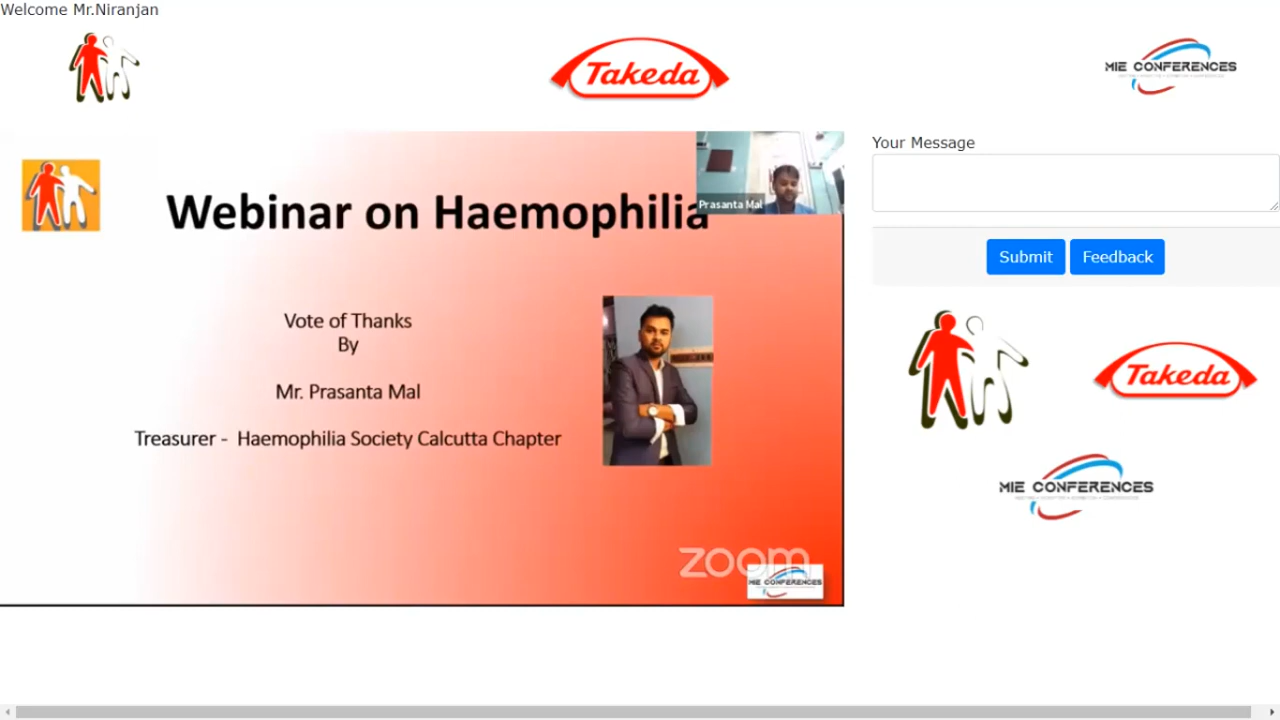 Welcome Mr.Niranjan
Takeda
MIE CONFERENCES
Webinar on Haemophilia
Prasanta Mal
Vote of Thanks
By
Mr. Prasanta Mal
Treasurer - Haemophilia Society Calcutta Chapter
zoom
MIE CONFERENCES
Your Message
Submit
Feedback
Takeda
MIE CONFERENCES